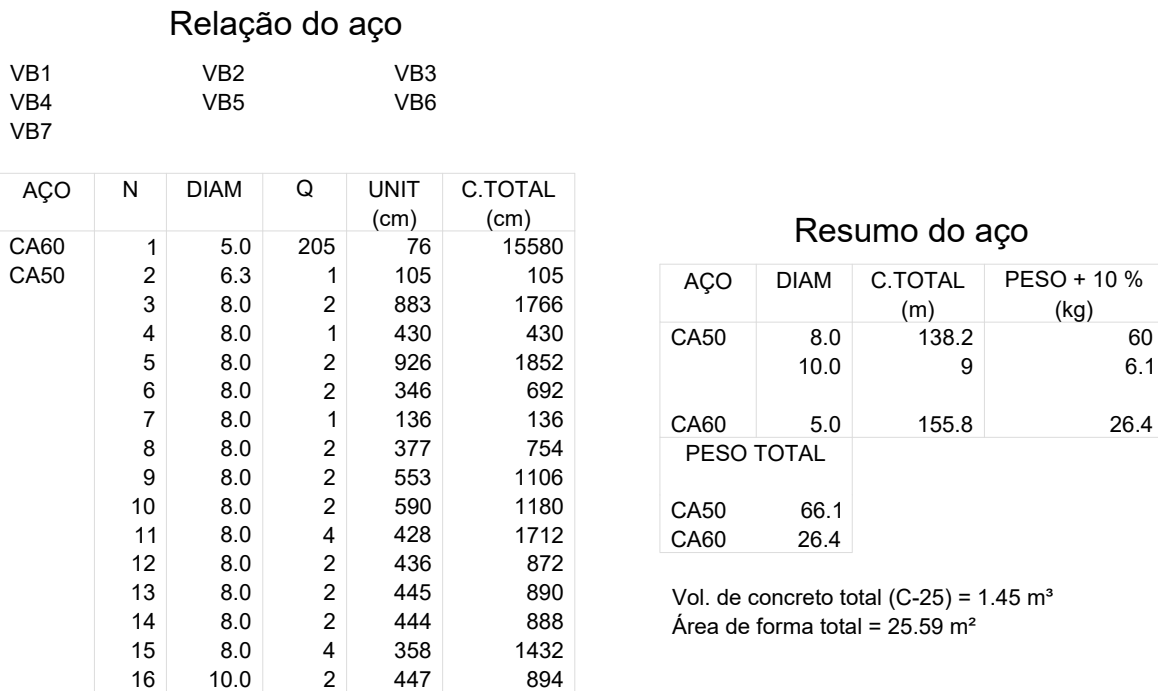 Relação do aço
VB1 VB2 VB3
VB4 VB5 VB6
VB7
AÇO N DIAM Q UNIT C.TOTAL
(cm) (cm)
CA60 1 5.0 205 76 15580
CA50 2 6.3 1 105 105
3 8.0 2 883 1766
4 8.0 1 430 430
5 8.0 2 926 1852
6 8.0 2 346 692
7 8.0 1 136 136
8 8.0 2 377 754
9 8.0 2 553 1106
10 8.0 2 590 1180
11 8.0 4 428 1712
12 8.0 2 436 872
13 8.0 2 445 890
14 8.0 2 444 888
15 8.0 4 358 1432
16 10.0 2 447 894
Resumo do aço
AÇO DIAM C.TOTAL PESO + 10 %
(m) (kg)
CA50 8.0 138.2 60
10.0 9 6.1
CA60 5.0 155.8 26.4
PESO TOTAL
CA50 66.1
CA60 26.4
Vol. de concreto total (C-25) = 1.45 m³
Área de forma total = 25.59 m²